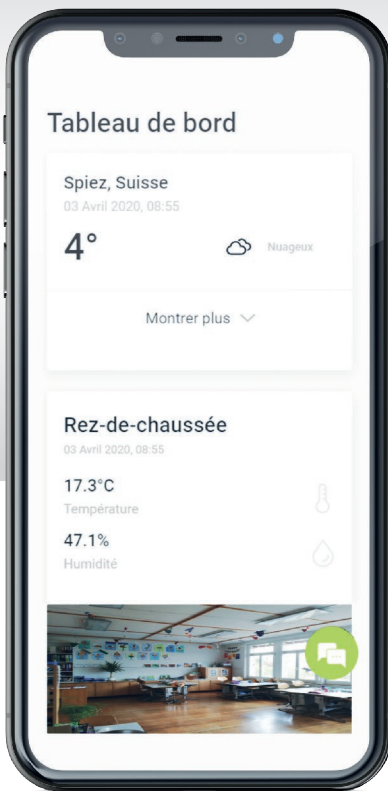 Tableau de bord
Spiez, Suisse
03 Avril 2020, 08:55
4°
Nuageux
Montrer plus
Rez-de-chaussée
03 Avril 2020, 08:55
17.3°C
Température
47.1%
Humidité